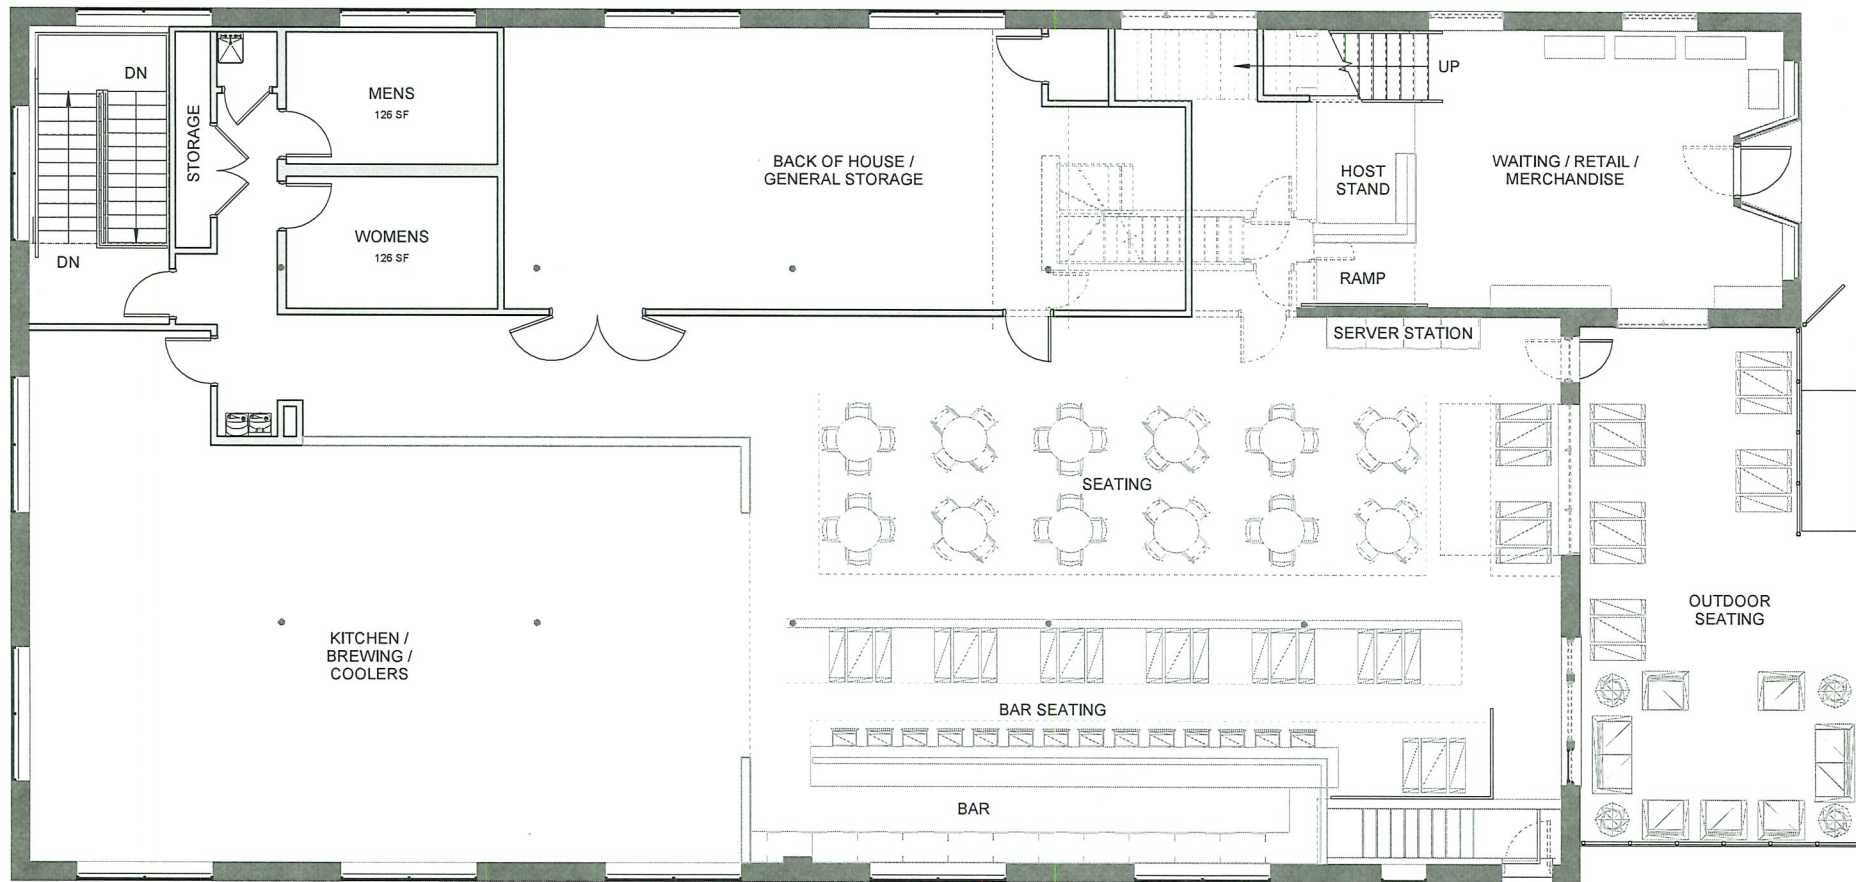 DN
DN
STORAGE
MENS
126 SF
WOMENS
126 SF
BACK OF HOUSE /
GENERAL STORAGE
UP
HOST
STAND
WAITING / RETAIL /
MERCHANDISE
RAMP
SERVER STATION
SEATING
OUTDOOR
SEATING
KITCHEN /
BREWING /
COOLERS
BAR SEATING
BAR